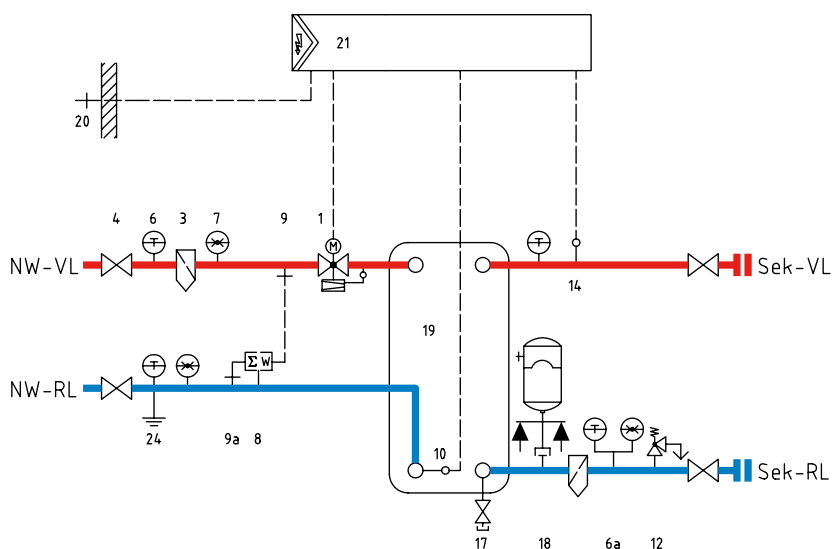 21
20
4 6 3 7 9 1
T
M
T
NW-VL
Sek-VL
14
19
Σ W
T
NW-RL
24 9a 8
10
T
W
Sek-RL
17 18 6a 12